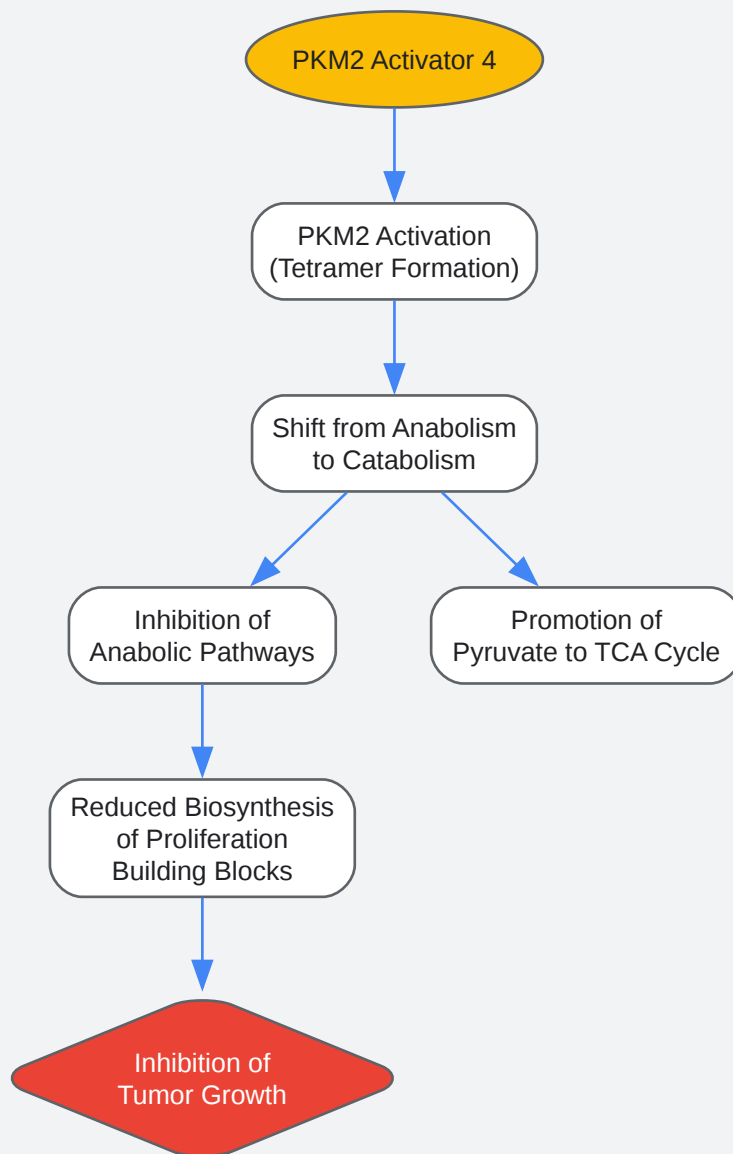 PKM2 Activator 4
PKM2 Activation
(Tetramer Formation)
Shift from Anabolism
to Catabolism
Inhibition of
Anabolic Pathways
Promotion of
Pyruvate to TCA Cycle
Reduced Biosynthesis
of Proliferation
Building Blocks
Inhibition of
Tumor Growth